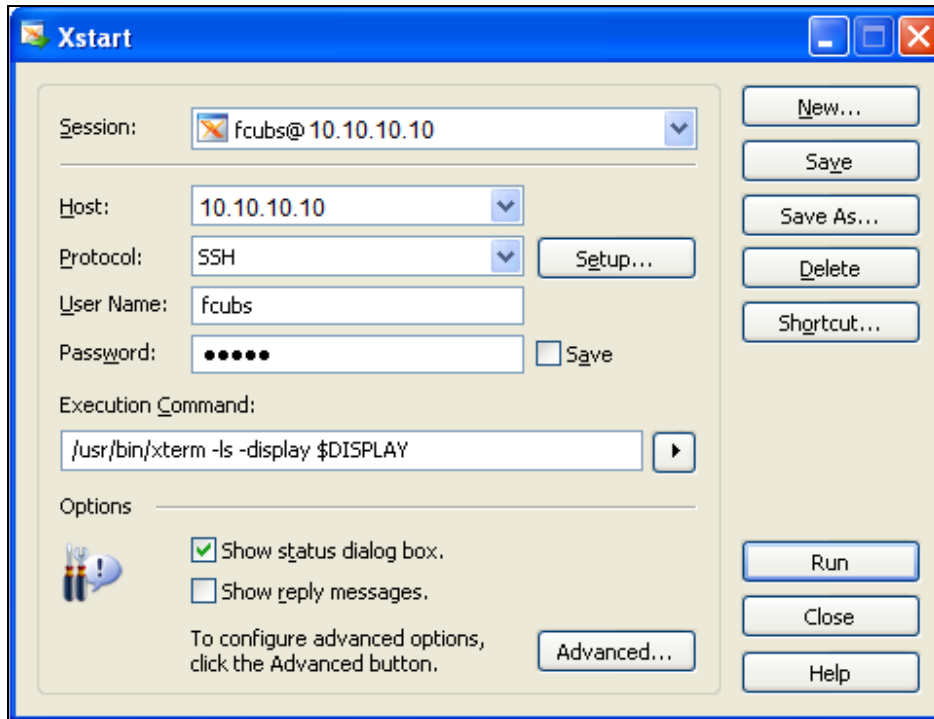 Xstart
Session:
fcubs@10.10.10.10
New...
Save
Host:
10.10.10.10
Save As...
Protocol:
SSH
Setup...
Delete
User Name:
fcubs
Shortcut...
Password:
●●●●●
Save
Execution Command:
/usr/bin/xterm -ls -display $DISPLAY
Options
Show status dialog box.
Show reply messages.
To configure advanced options,
click the Advanced button.
Advanced...
Run
Close
Help